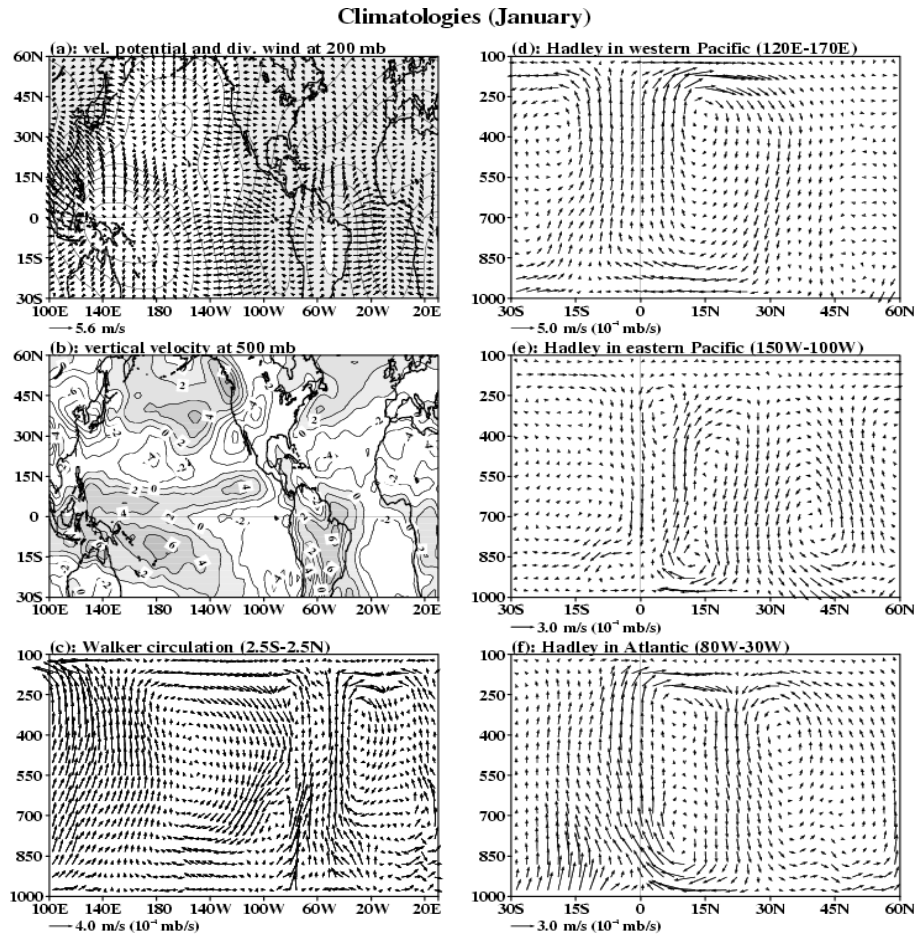 Climatologies (January)
(a): vel. potential and div. wind at 200 mb
60N
45N
30N
15N
0
15S
30S
100E 140E 180 140W 100W 60W 20W 20E
5.6 m/s
(b): vertical velocity at 500 mb
60N
45N
30N
15N
0
15S
30S
100E 140E 180 140W 100W 60W 20W 20E
(c): Walker circulation (2.5S-2.5N)
100
250
400
550
700
850
1000
100E 140E 180 140W 100W 60W 20W 20E
4.0 m/s (10⁻⁴ mb/s)
(d): Hadley in western Pacific (120E-170E)
100
250
400
550
700
850
1000
30S 15S 0 15N 30N 45N 60N
5.0 m/s (10⁻⁴ mb/s)
(e): Hadley in eastern Pacific (150W-100W)
100
250
400
550
700
850
1000
30S 15S 0 15N 30N 45N 60N
3.0 m/s (10⁻⁴ mb/s)
(f): Hadley in Atlantic (80W-30W)
100
250
400
550
700
850
1000
30S 15S 0 15N 30N 45N 60N
3.0 m/s (10⁻⁴ mb/s)